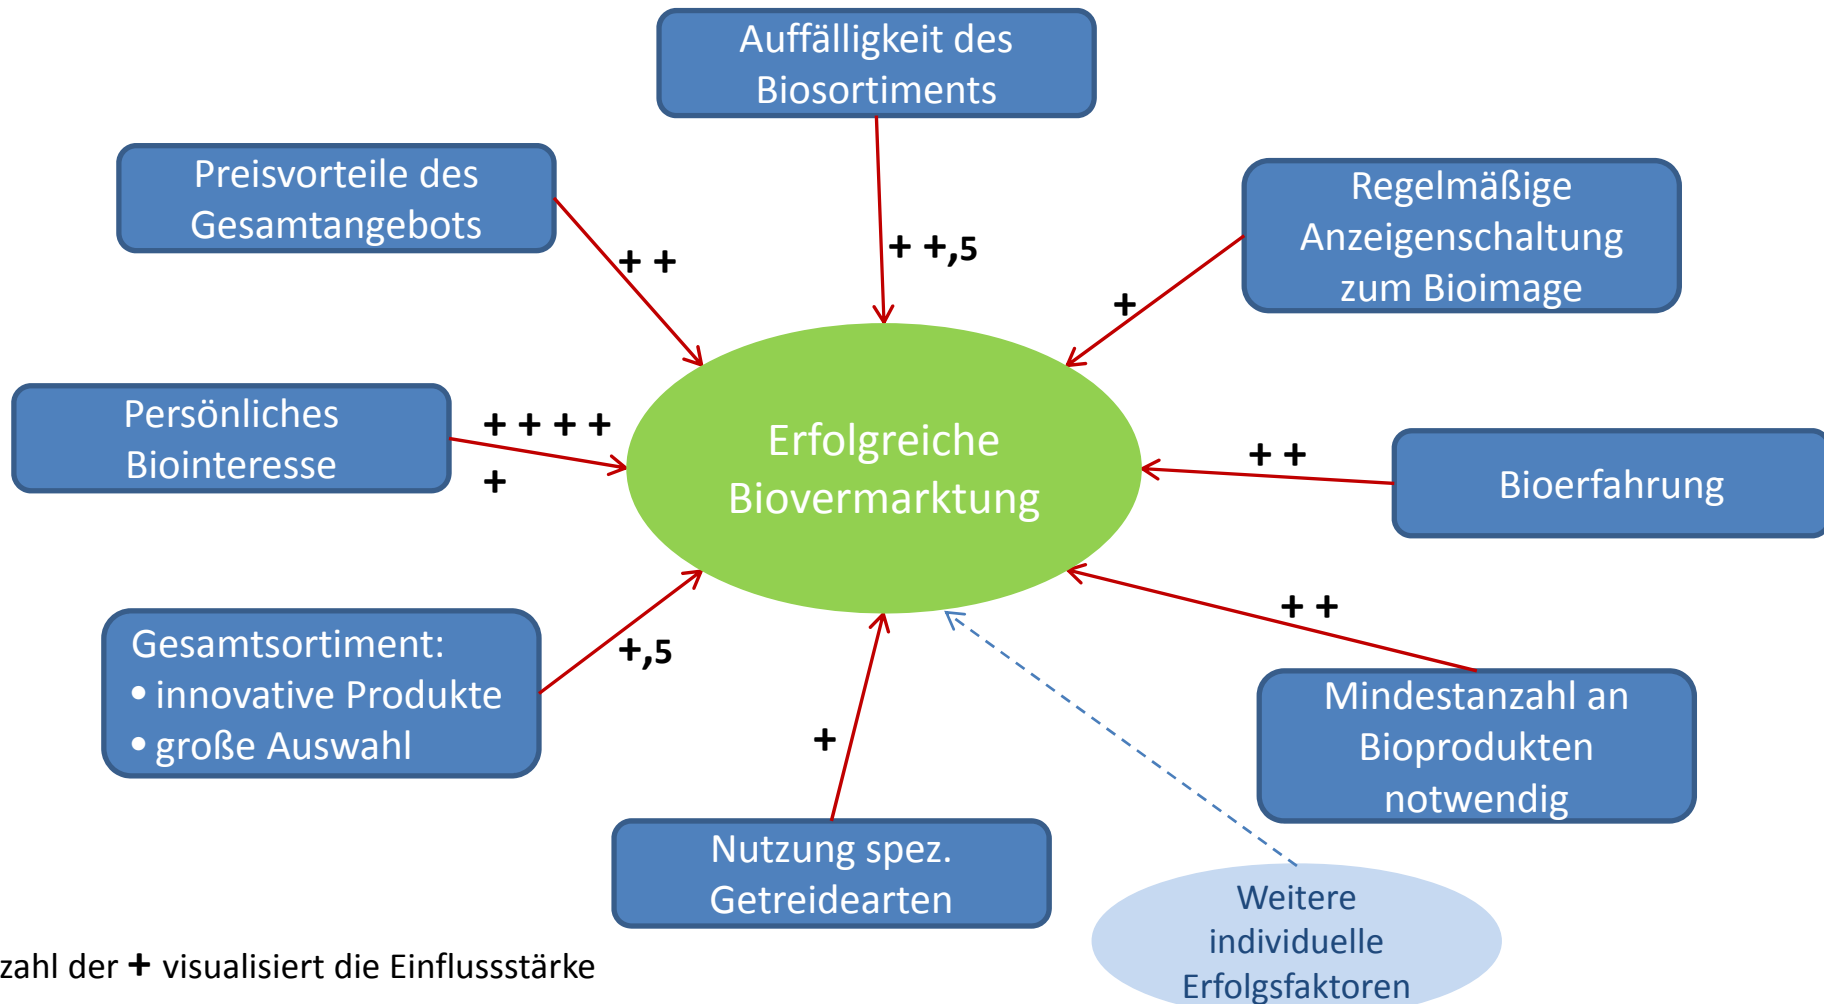 Auffälligkeit des
Biosortiments
Preisvorteile des
Gesamtangebots
Regelmäßige
Anzeigenschaltung
zum Bioimage
+ +
+ +,5
+
Persönliches
Biointeresse
+ + + +
+
Erfolgreiche
Biovermarktung
+ +
Bioerfahrung
Gesamtsortiment:
• innovative Produkte
• große Auswahl
+,5
+
+ +
Mindestanzahl an
Bioprodukten
notwendig
Nutzung spez.
Getreidearten
Weitere
individuelle
Erfolgsfaktoren
zahl der + visualisiert die Einflussstärke